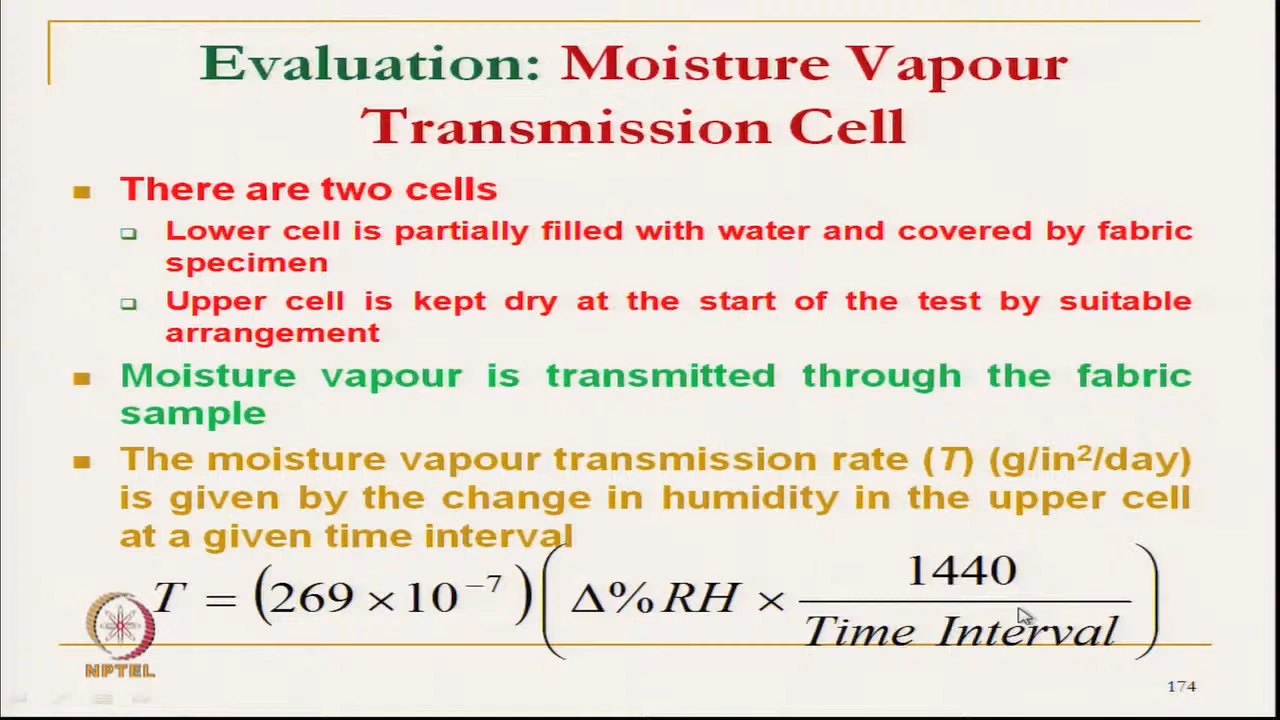 Evaluation: Moisture Vapour
Transmission Cell
There are two cells
Lower cell is partially filled with water and covered by fabric
specimen
Upper cell is kept dry at the start of the test by suitable
arrangement
Moisture vapour is transmitted through the fabric
sample
The moisture vapour transmission rate (T) (g/in²/day)
is given by the change in humidity in the upper cell
at a given time interval
T = (269 × 10⁻⁷) (Δ%RH × 1440 / Time Interval)
NPTEL
174